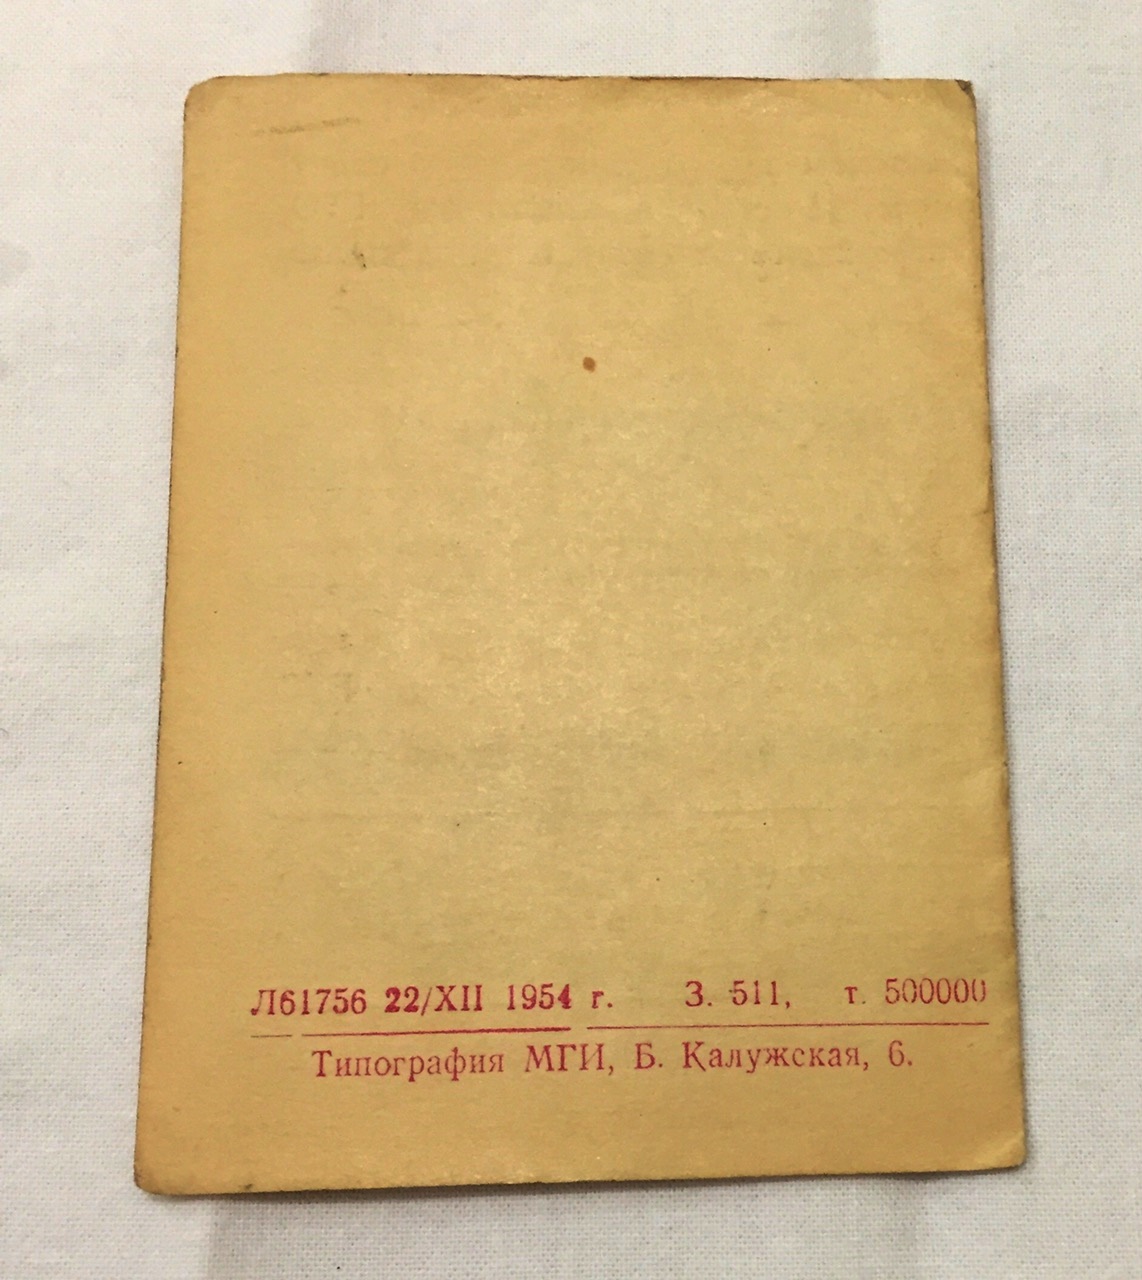 Л61756 22/XII 1954 г. З. 511, т. 500000
Типография МГИ, Б. Калужская, 6.